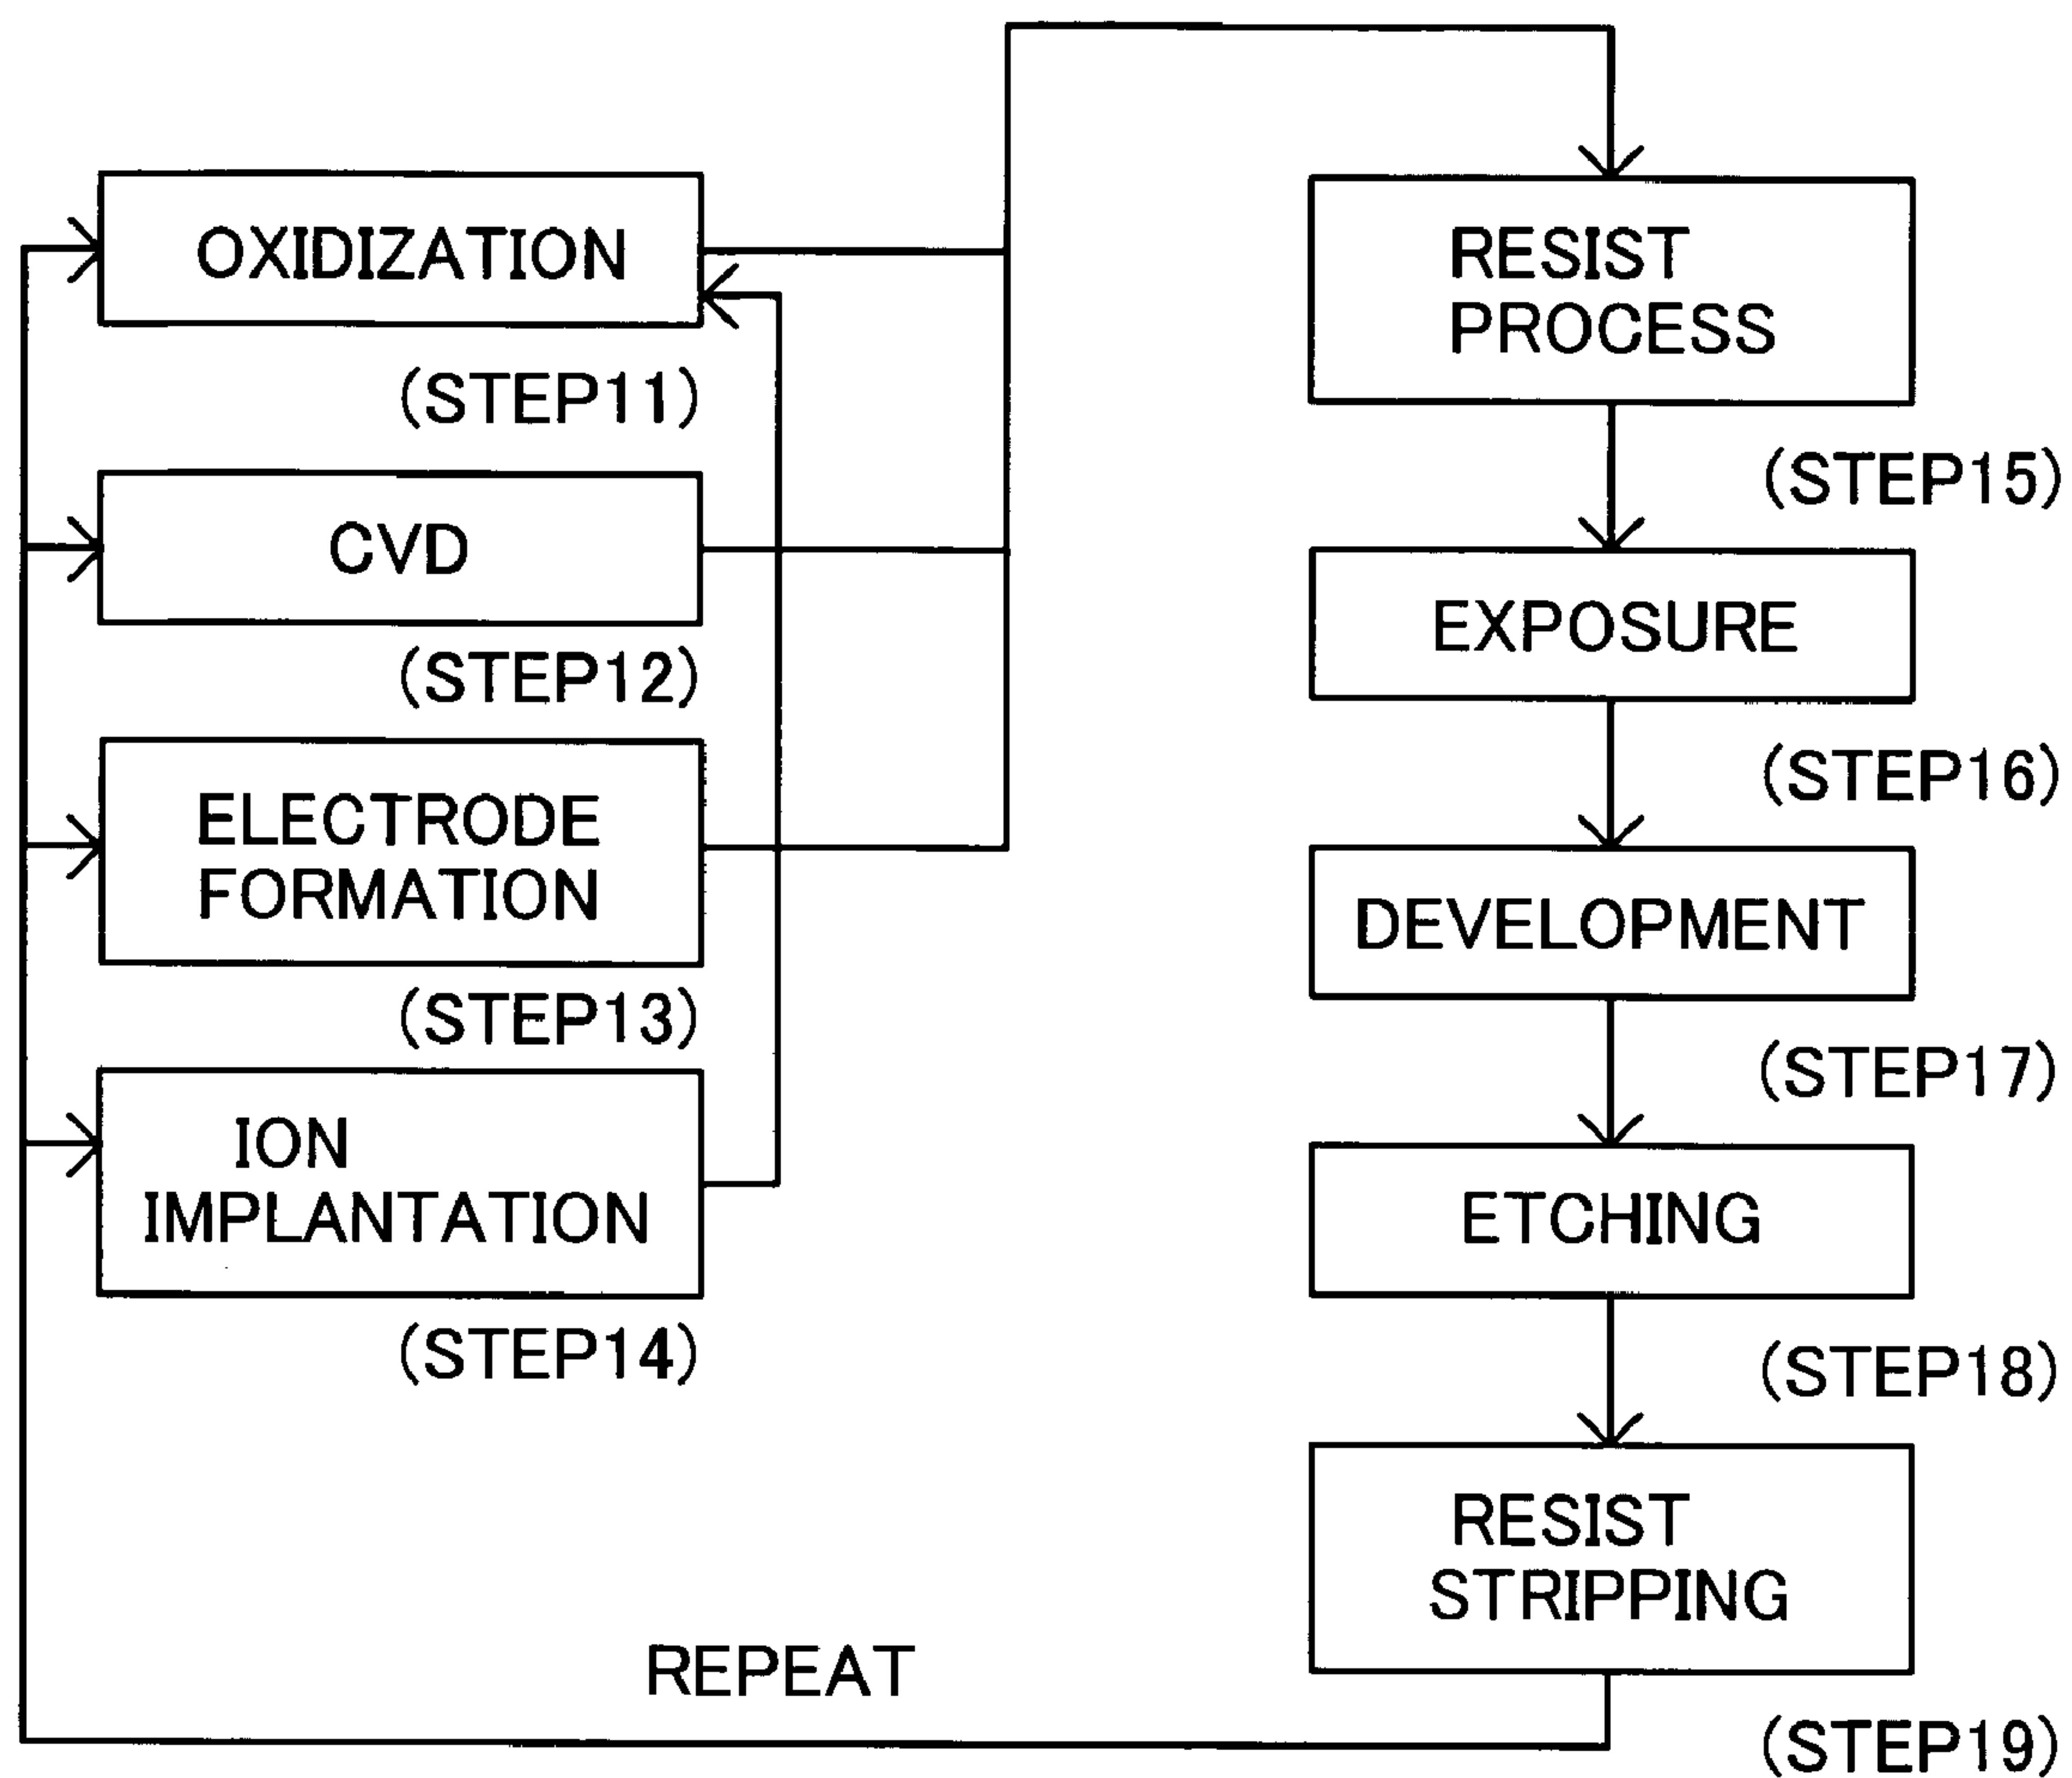 OXIDIZATION
(STEP11)
CVD
(STEP12)
ELECTRODE
FORMATION
(STEP13)
ION
IMPLANTATION
(STEP14)
RESIST
PROCESS
(STEP15)
EXPOSURE
(STEP16)
DEVELOPMENT
(STEP17)
ETCHING
(STEP18)
RESIST
STRIPPING
(STEP19)
REPEAT